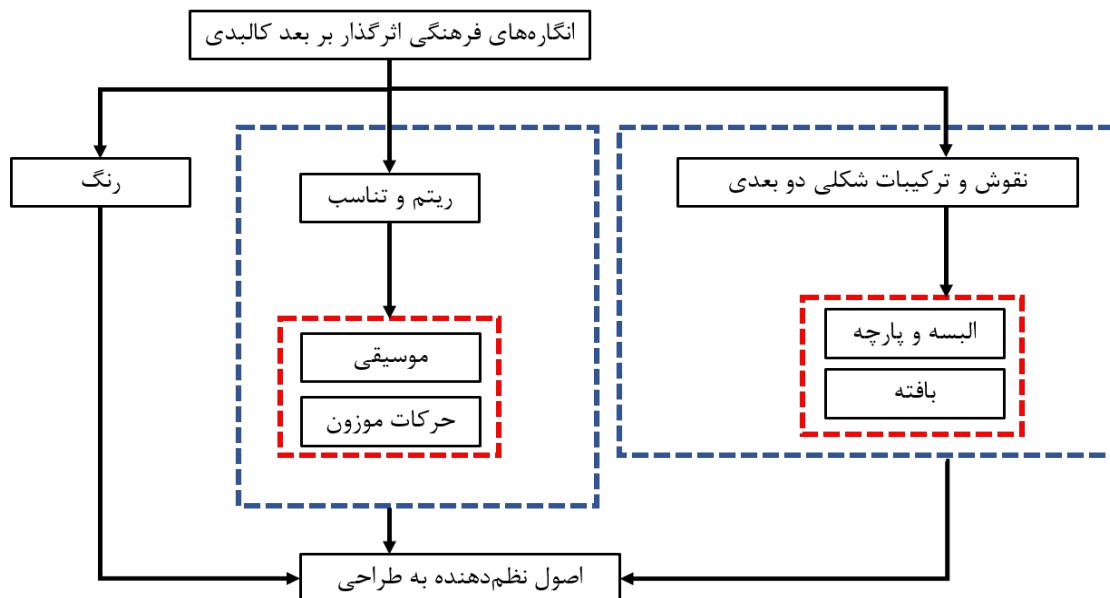 انگاره‌های فرهنگی اثرگذار بر بعد کالبدی
نقوش و ترکیبات شکلی دو بعدی
ریتم و تناسب
رنگ
البسه و پارچه
بافته
موسیقی
حرکات موزون
اصول نظم‌دهنده به طراحی